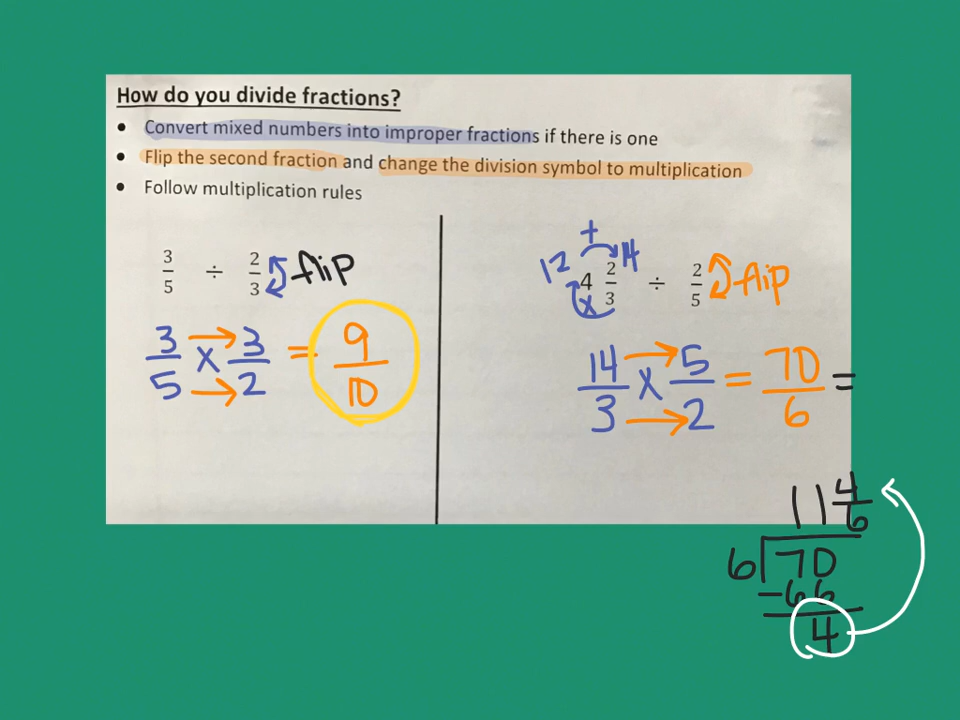 How do you divide fractions?
• Convert mixed numbers into improper fractions if there is one
• Flip the second fraction and change the division symbol to multiplication
• Follow multiplication rules
3/5 ÷ 2/3 flip
3/5 x 3/2 = 9/10
+
12 14
4 2/3 ÷ 2/5 flip
x
14/3 x 5/2 = 70/6 =
11 4/6
6 70
-66
4